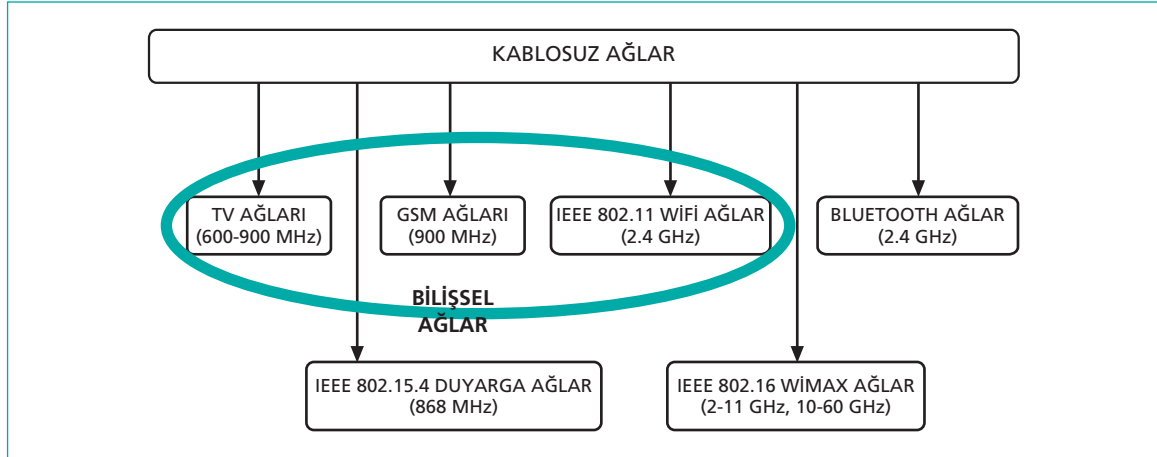 KABLOSUZ AĞLAR
TV AĞLARI
(600-900 MHz)
GSM AĞLARI
(900 MHz)
IEEE 802.11 WİFİ AĞLAR
(2.4 GHz)
BLUETOOTH AĞLAR
(2.4 GHz)
BİLİŞSEL
AĞLAR
IEEE 802.15.4 DUYARGA AĞLAR
(868 MHz)
IEEE 802.16 WİMAX AĞLAR
(2-11 GHz, 10-60 GHz)